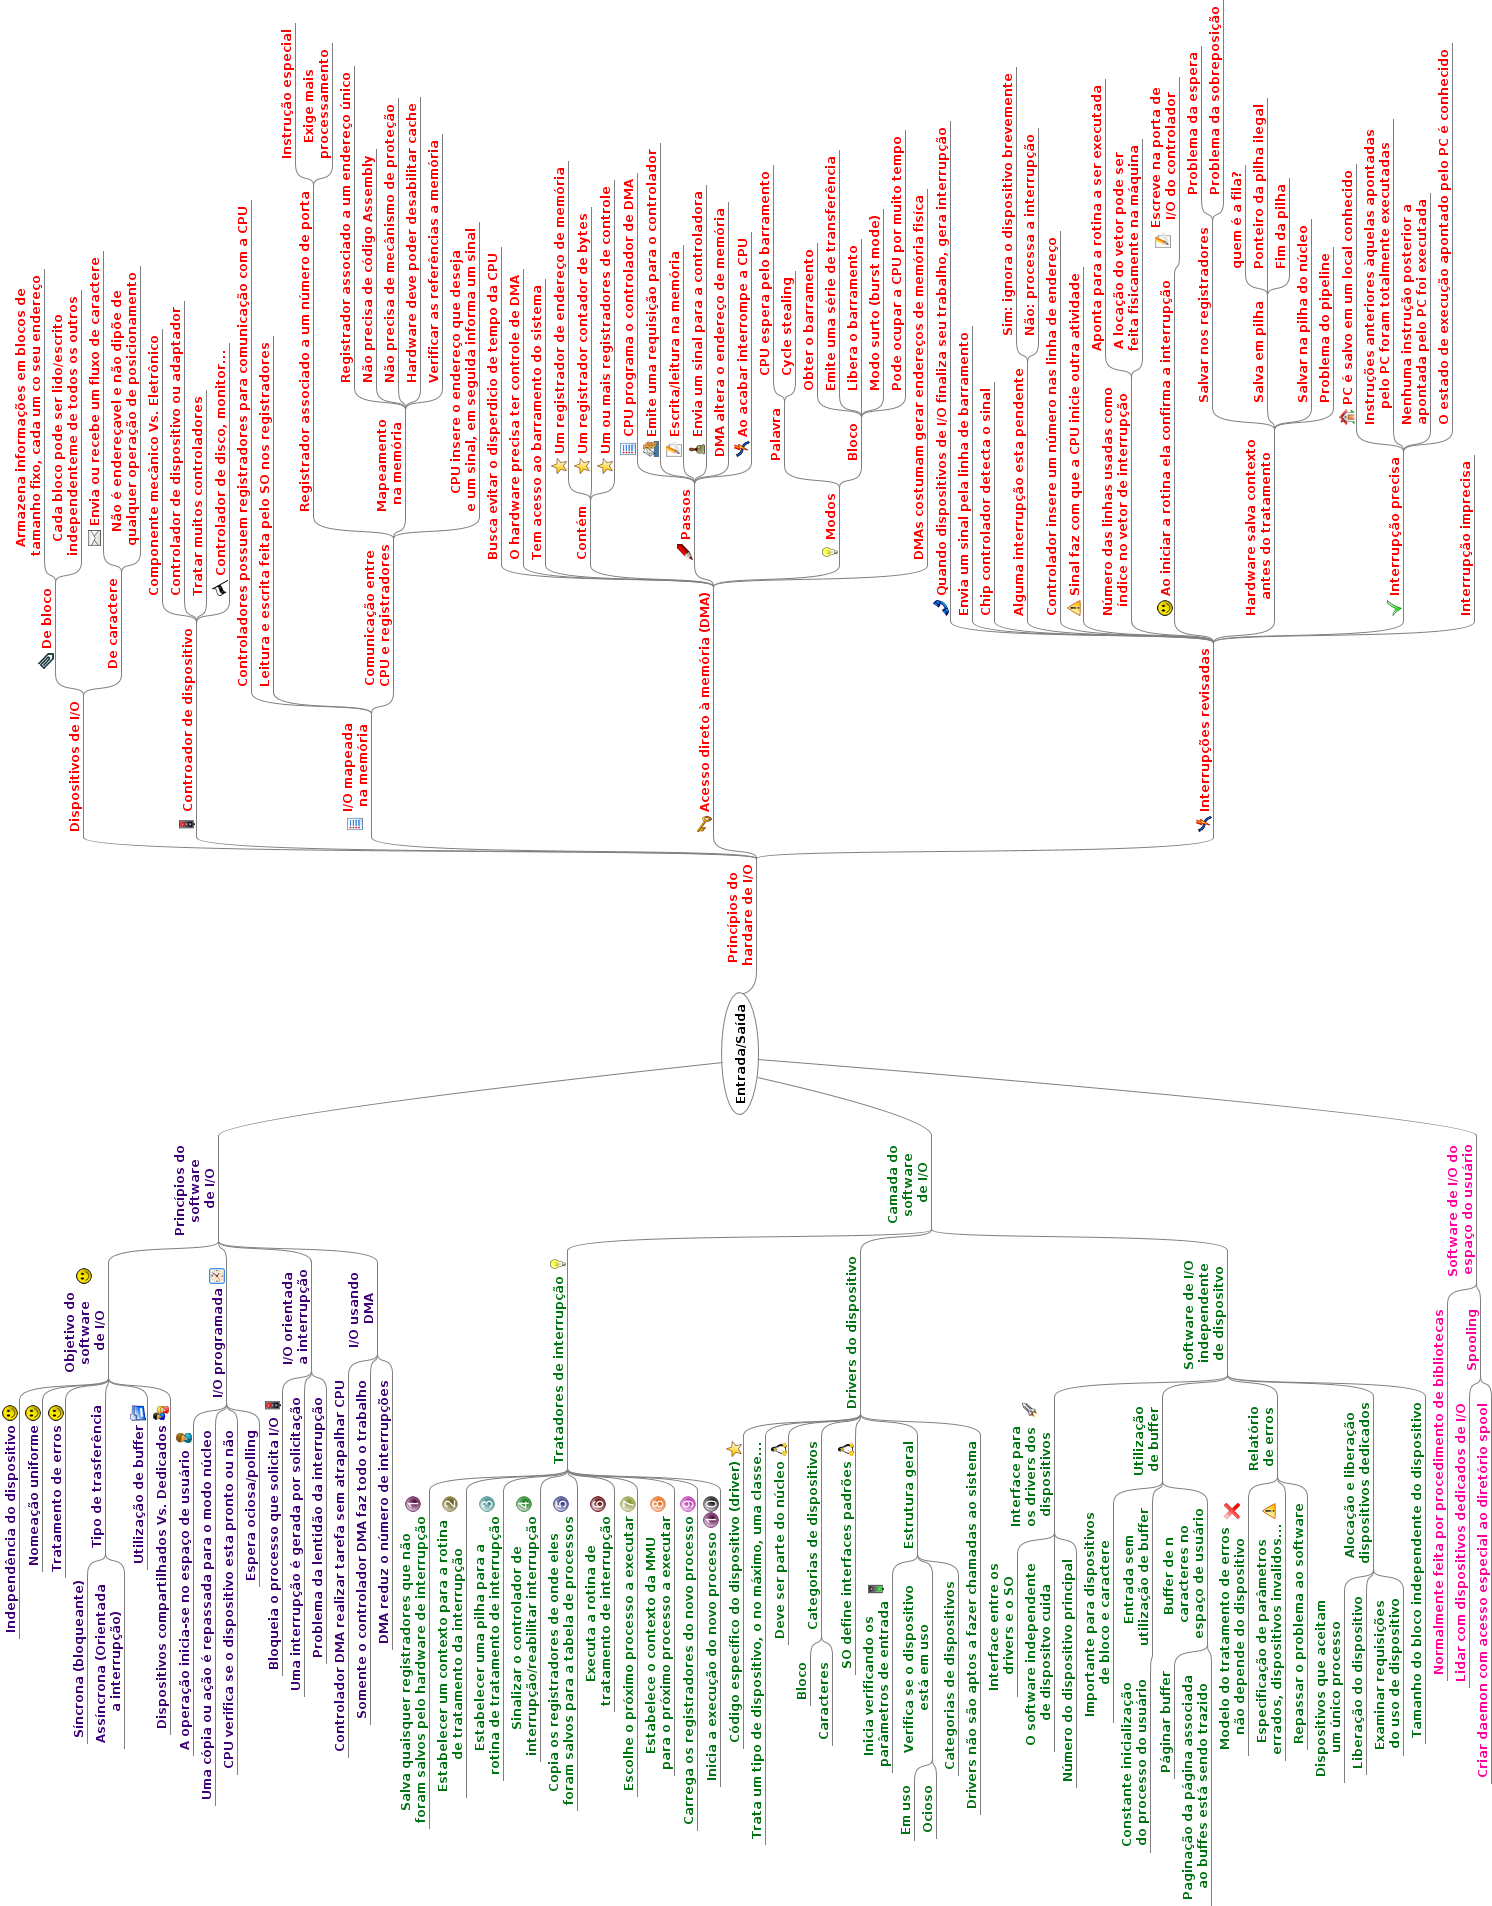 Entrada/Saída
Princípios do
hardare de I/O
Dispositivos de I/O
De bloco
Armazena informações em blocos de
tamanho fixo, cada um co seu endereço
Cada bloco pode ser lido/escrito
independenteme de todos os outros
De caractere
Envia ou recebe um fluxo de caractere
Não é endereçavel e não dipõe de
qualquer operação de posicionamento
Controador de dispositivo
Componente mecânico Vs. Eletrônico
Controlador de dispositivo ou adaptador
Tratar muitos controladores
Controlador de disco, monitor...
I/O mapeada
na memória
Controladores possuem registradores para comunicação com a CPU
Leitura e escrita feita pelo SO nos registradores
Comunicação entre
CPU e registradores
Registrador associado a um número de porta
Instrução especial
Exige mais
processamento
Mapeamento
na memória
Registrador associado a um endereço único
Não precisa de código Assembly
Não precisa de mecânismo de proteção
Hardware deve poder desabilitar cache
Verificar as referências a memória
CPU insere o endereço que deseja
e um sinal, em seguida informa um sinal
Acesso direto à memória (DMA)
Busca evitar o disperdício de tempo da CPU
O hardware precisa ter controle de DMA
Tem acesso ao barramento do sistema
Contém
Um registrador de endereço de memória
Um registrador contador de bytes
Um ou mais registradores de controle
Passos
CPU programa o controlador de DMA
Emite uma requisição para o controlador
Escrita/leitura na memória
Envia um sinal para a controladora
DMA altera o endereço de memória
Ao acabar interrompe a CPU
Modos
Palavra
CPU espera pelo barramento
Cycle stealing
Bloco
Obter o barramento
Emite uma série de transferência
Libera o barramento
Modo surto (burst mode)
Pode ocupar a CPU por muito tempo
DMAs costumam gerar endereços de memória fisíca
Interrupções revisadas
Quando dispositivos de I/O finaliza seu trabalho, gera interrupção
Envia um sinal pela linha de barramento
Chip controlador detecta o sinal
Alguma interrupção esta pendente
Sim: ignora o dispositivo brevemente
Não: processa a interrupção
Controlador insere um número nas linha de endereço
Sinal faz com que a CPU inicie outra atividade
Número das linhas usadas como
índice no vetor de interrupção
Aponta para a rotina a ser executada
A locação do vetor pode ser
feita fisicamente na máquina
Ao iniciar a rotina ela confirma a interrupção
Escreve na porta de
I/O do controlador
Hardware salva contexto
antes do tratamento
Salvar nos registradores
Problema da espera
Problema da sobreposição
Salva em pilha
quem é a fila?
Ponteiro da pilha ilegal
Fim da pilha
Salvar na pilha do núcleo
Problema do pipeline
Interrupção precisa
PC é salvo em um local conhecido
Instruções anteriores àquelas apontadas
pelo PC foram totalmente executadas
Nenhuma instrução posterior a
apontada pelo PC foi executada
O estado de execução apontado pelo PC é conhecido
Interrupção imprecisa
Princípios do
software
de I/O
Objetivo do
software
de I/O
Independência do dispositivo
Nomeação uniforme
Tratamento de erros
Tipo de trasferência
Síncrona (bloqueante)
Assíncrona (Orientada
a interrupção)
Utilização de buffer
Dispositivos compartilhados Vs. Dedicados
I/O programada
A operação inicia-se no espaço de usuário
Uma cópia ou ação é repassada para o modo núcleo
CPU verifica se o dispositivo esta pronto ou não
Espera ociosa/polling
I/O orientada
a interrupção
Bloqueia o processo que solicita I/O
Uma interrupção é gerada por solicitação
Problema da lentidão da interrupção
I/O usando
DMA
Controlador DMA realizar tarefa sem atrapalhar CPU
Somente o controlador DMA faz todo o trabalho
DMA reduz o número de interrupções
Camada do
software
de I/O
Tratadores de interrupção
1
Salva quaisquer registradores que não
foram salvos pelo hardware de interrupção
2
Estabelecer um contexto para a rotina
de tratamento da interrupção
3
Estabelecer uma pilha para a
rotina de tratamento de interrupção
4
Sinalizar o controlador de
interrupção/reabilitar interrupção
5
Copia os registradores de onde eles
foram salvos para a tabela de processos
6
Executa a rotina de
tratamento de interrupção
7
Escolhe o próximo processo a executar
8
Estabelece o contexto da MMU
para o próximo processo a executar
9
Carrega os registradores do novo processo
10
Inicia a execução do novo processo
Drivers do dispositivo
Código específico do dispositivo (driver)
Trata um tipo de dispositivo, o no máximo, uma classe...
Deve ser parte do núcleo
Categorias de dispositivos
Bloco
Caracteres
SO define interfaces padrões
Estrutura geral
Inicia verificando os
parâmetros de entrada
Verifica se o dispositivo
está em uso
Em uso
Ocioso
Categorias de dispositivos
Drivers não são aptos a fazer chamadas ao sistema
Software de I/O
independente
de dispositvo
Interface para
os drivers dos
dispositivos
Interface entre os
drivers e o SO
O software independente
de dispositvo cuida
Número do dispositivo principal
Importante para dispositivos
de bloco e caractere
Utilização
de buffer
Entrada sem
utilização de buffer
Constante inicialização
do processo do usuário
Buffer de n
caracteres no
espaço de usuário
Páginar buffer
Paginação da página associada
ao buffes está sendo trazido
Relatório
de erros
Modelo do tratamento de erros
não depende do dispositivo
Especificação de parâmetros
errados, dispositivos invalidos...
Repassar o problema ao software
Alocação e liberação
dispositivos dedicados
Dispositivos que aceitam
um único processo
Liberação do dispositivo
Examinar requisições
do uso de dispositivo
Tamanho do bloco independente do dispositivo
Software de I/O do
espaço do usuário
Normalmente feita por procedimento de bibliotecas
Spooling
Lidar com dispositivos dedicados de I/O
Criar daemon com acesso especial ao diretório spool